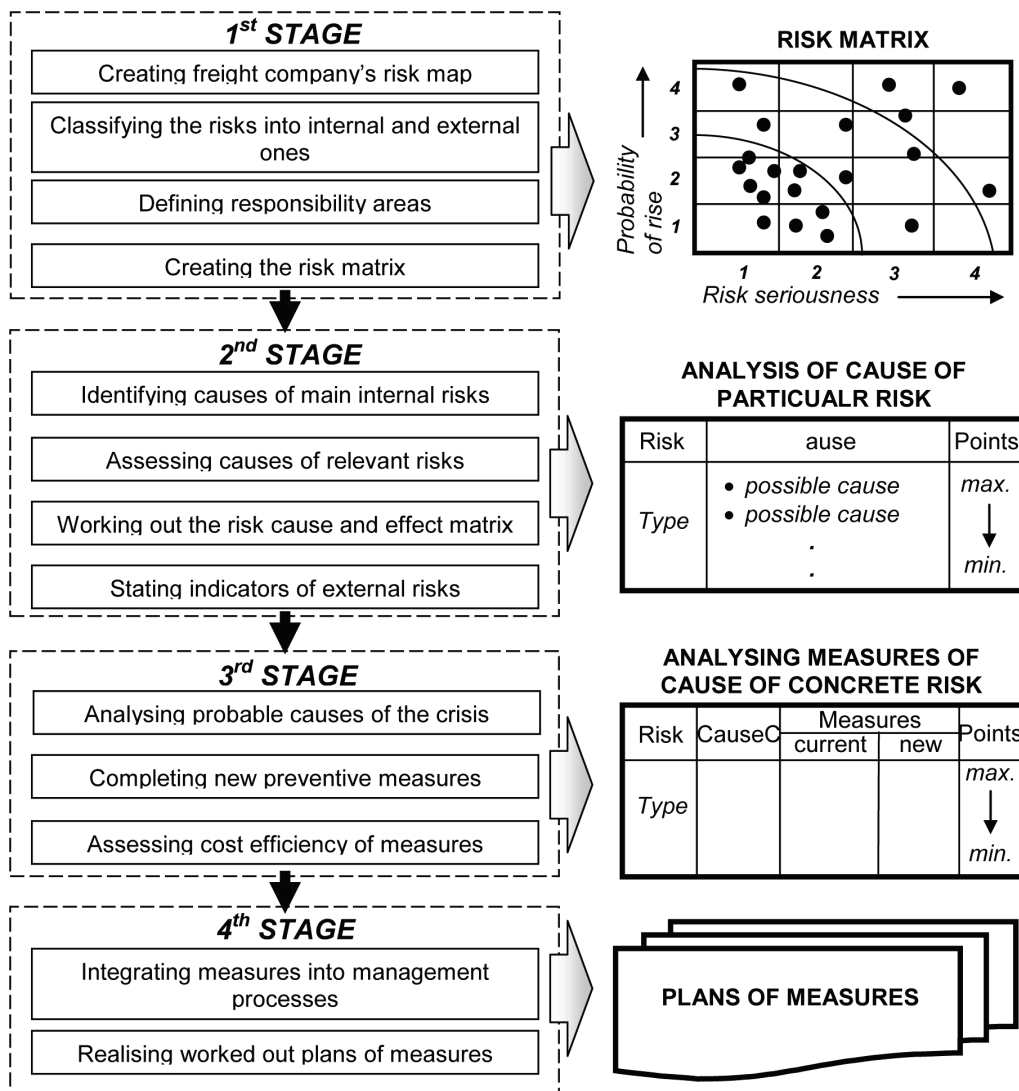 1st STAGE
Creating freight company's risk map
Classifying the risks into internal and external
ones
Defining responsibility areas
Creating the risk matrix
RISK MATRIX
Probability
of rise
4
3
2
1
1 2 3 4
Risk seriousness
2nd STAGE
Identifying causes of main internal risks
Assessing causes of relevant risks
Working out the risk cause and effect matrix
Stating indicators of external risks
ANALYSIS OF CAUSE OF
PARTICUALR RISK
Risk ause Points
Type
• possible cause
• possible cause
.
.
max.
min.
3rd STAGE
Analysing probable causes of the crisis
Completing new preventive measures
Assessing cost efficiency of measures
ANALYSING MEASURES OF
CAUSE OF CONCRETE RISK
Risk CauseC Measures Points
current new
Type
max.
min.
4th STAGE
Integrating measures into management
processes
Realising worked out plans of measures
PLANS OF MEASURES